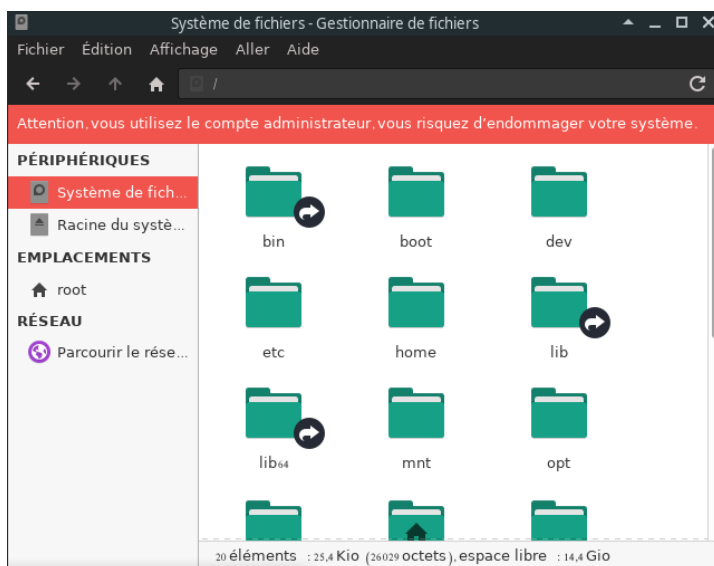 Système de fichiers - Gestionnaire de fichiers
Fichier Édition Affichage Aller Aide
/
Attention, vous utilisez le compte administrateur, vous risquez d'endommager votre système.
PÉRIPHÉRIQUES
Système de fich...
Racine du systè...
EMPLACEMENTS
root
RÉSEAU
Parcourir le rése...
bin boot dev
etc home lib
lib64 mnt opt
20 éléments : 25,4 Kio (26029 octets), espace libre : 14,4 Gio